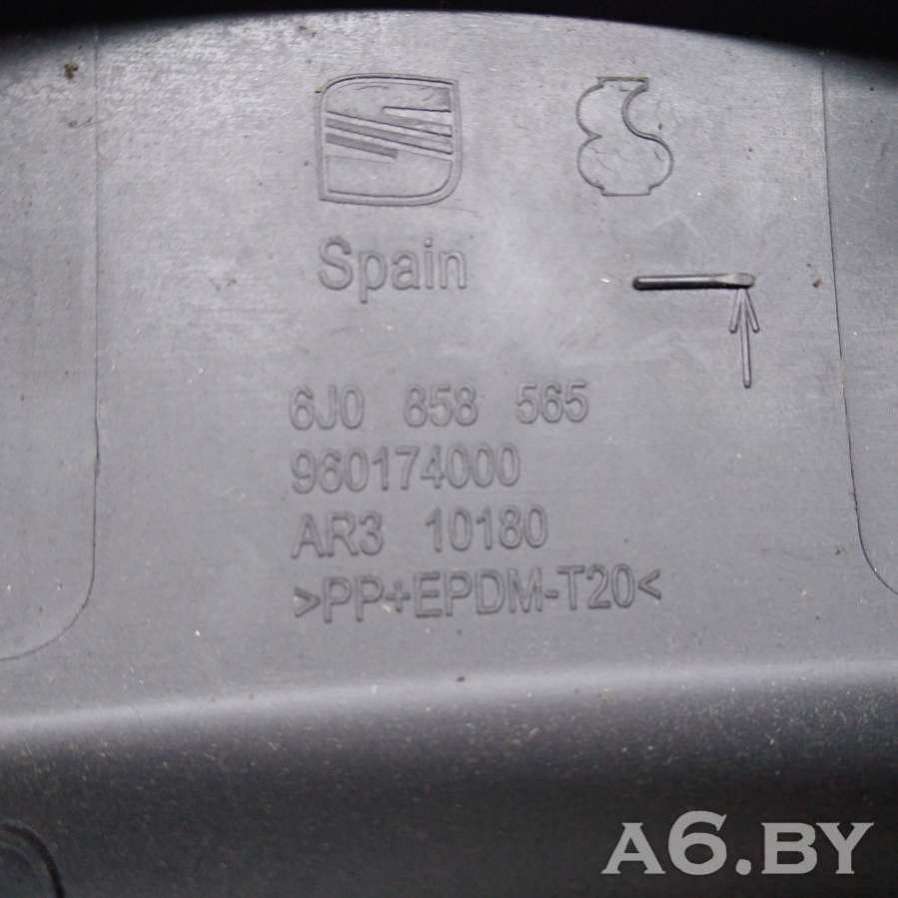 Spain
6J0 858 565
960174000
AR3 10180
>PP+EPDM-T20<
A6.BY